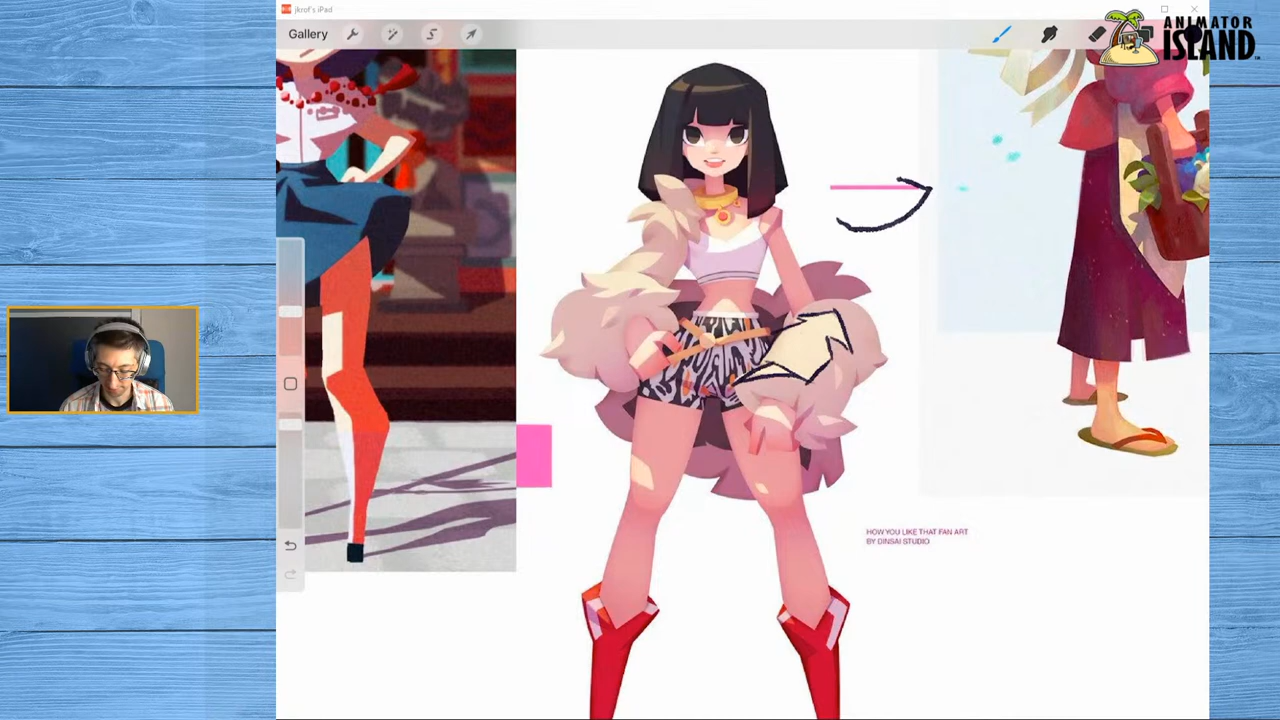 jkrof's iPad
Gallery
ANIMATOR
ISLAND
HOW YOU LIKE THAT FAN ART
BY DINSAI STUDIO